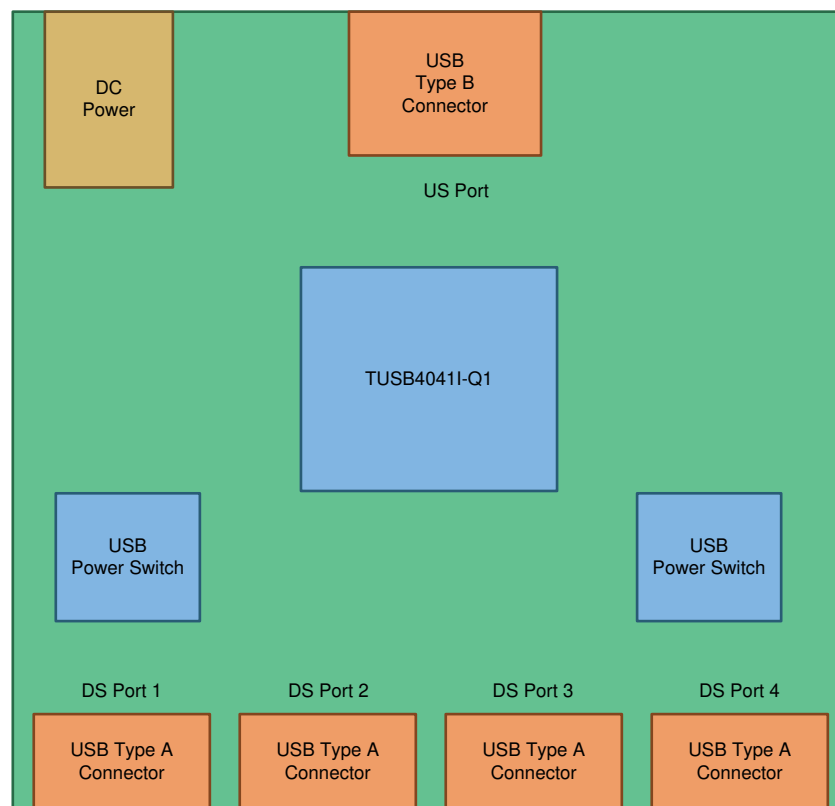 DC
Power
USB
Type B
Connector
US Port
TUSB4041I-Q1
USB
Power Switch
USB
Power Switch
DS Port 1
DS Port 2
DS Port 3
DS Port 4
USB Type A
Connector
USB Type A
Connector
USB Type A
Connector
USB Type A
Connector